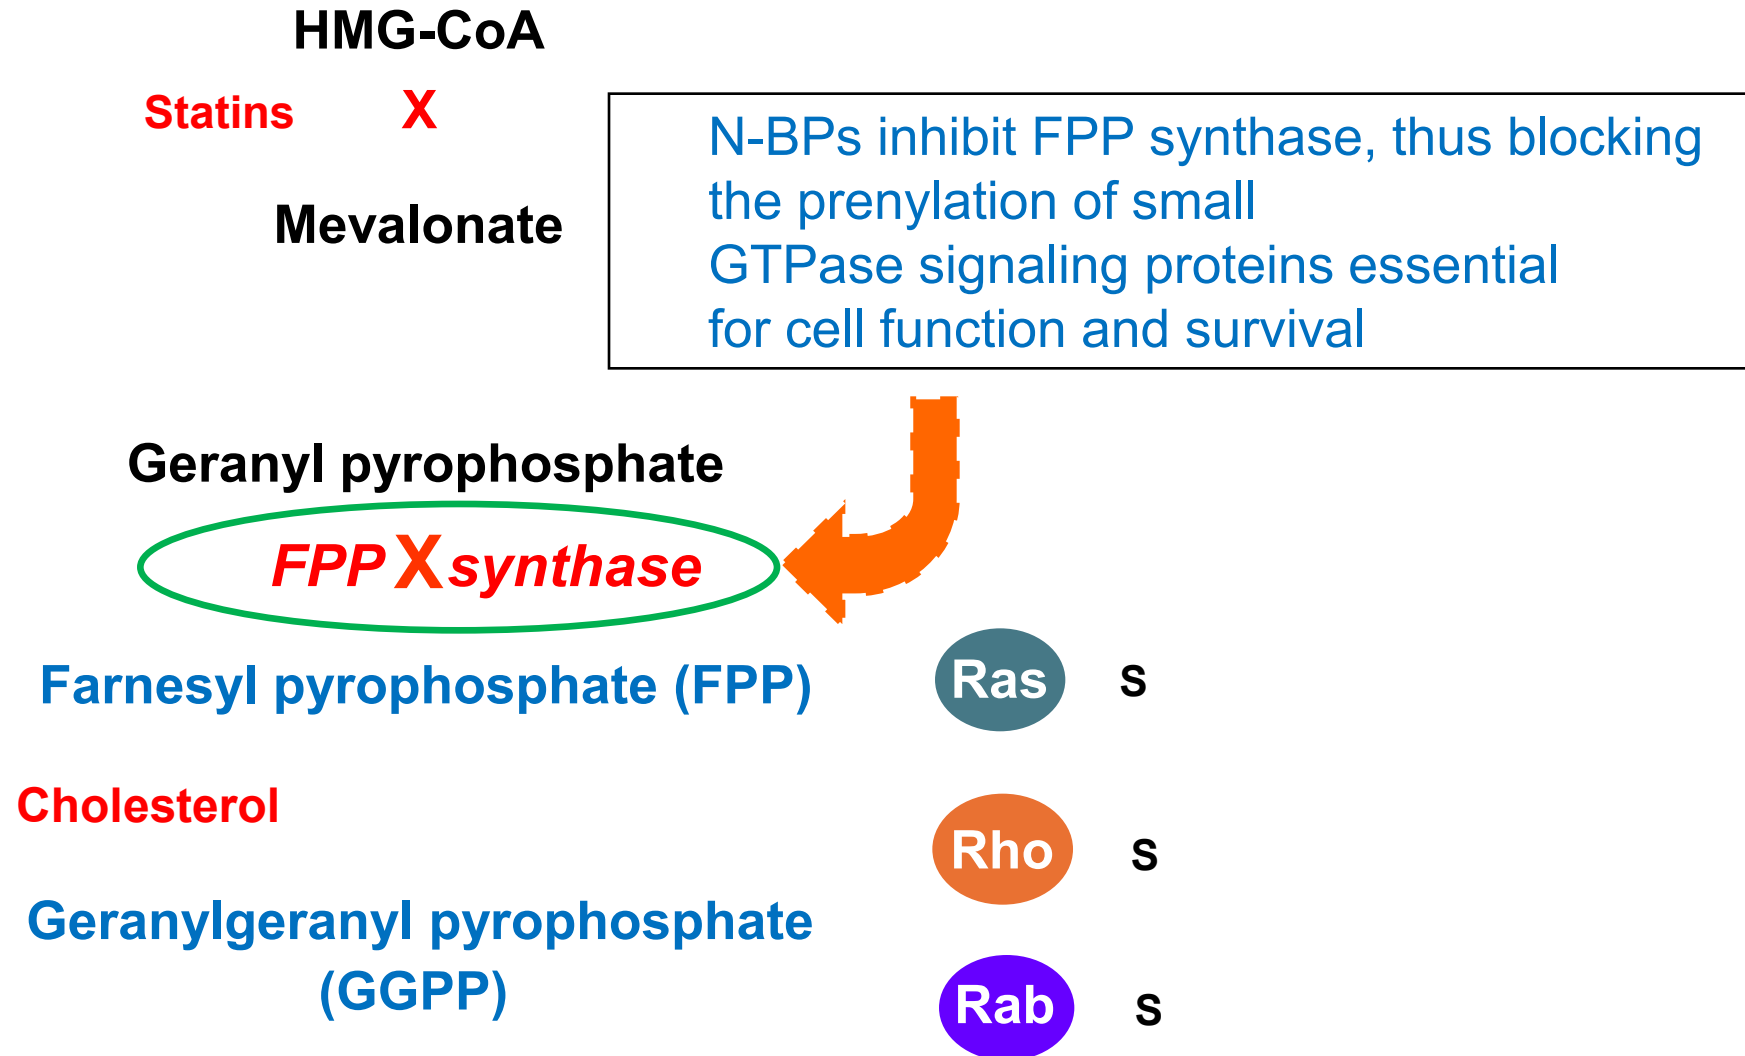 HMG-CoA
Statins X
Mevalonate
N-BPs inhibit FPP synthase, thus blocking
the prenylation of small
GTPase signaling proteins essential
for cell function and survival
Geranyl pyrophosphate
FPP X synthase
Farnesyl pyrophosphate (FPP)
Ras S
Cholesterol
Rho S
Geranylgeranyl pyrophosphate
(GGPP)
Rab S